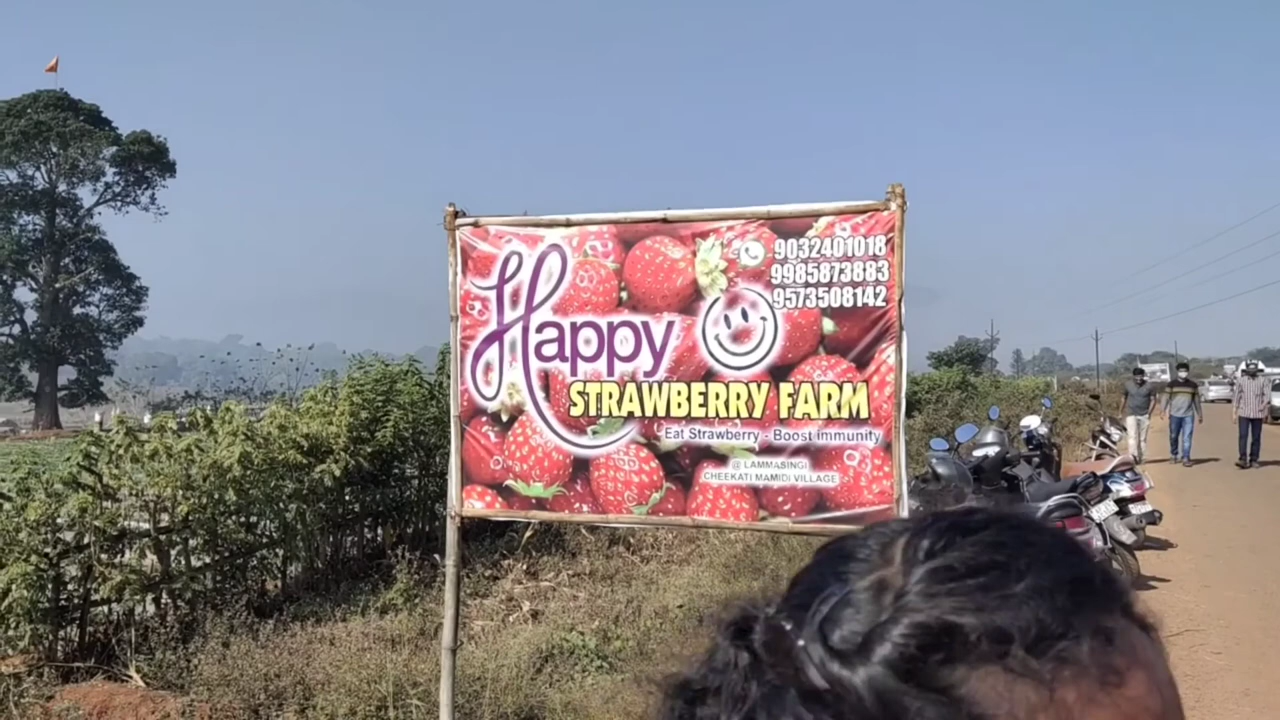 9032401018
9985873883
9573508142
Happy
STRAWBERRY FARM
Eat Strawberry - Boost Immunity
@ LAMMASINGI
CHEEKATI MAMIDI VILLAGE